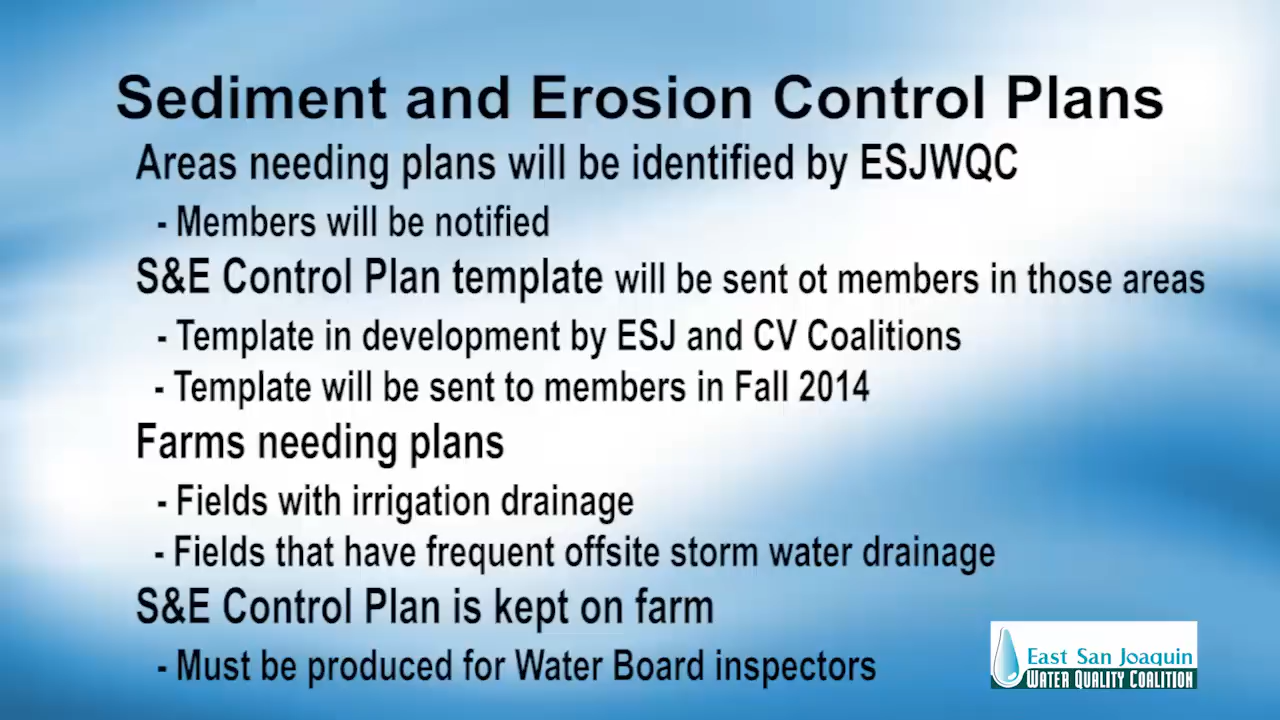 Sediment and Erosion Control Plans
Areas needing plans will be identified by ESJWQC
- Members will be notified
S&E Control Plan template will be sent ot members in those areas
- Template in development by ESJ and CV Coalitions
- Template will be sent to members in Fall 2014
Farms needing plans
- Fields with irrigation drainage
- Fields that have frequent offsite storm water drainage
S&E Control Plan is kept on farm
- Must be produced for Water Board inspectors
East San Joaquin
WATER QUALITY COALITION